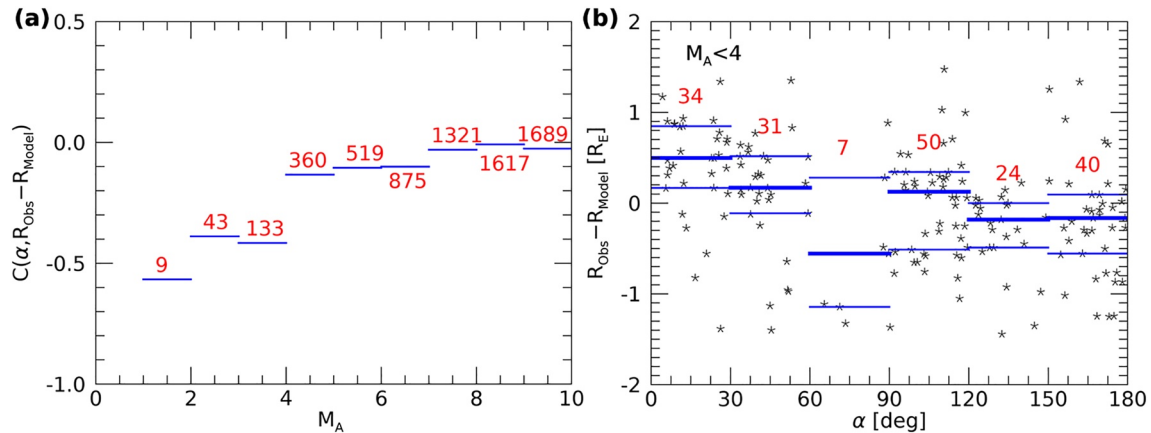 (a)
0.5
0.0
-0.5
-1.0
C(α,R_Obs−R_Model)
9
43
133
360
519
875
1321
1617
1689
0 2 4 6 8 10
M_A
(b)
2
1
0
-1
-2
R_Obs−R_Model [R_E]
M_A<4
34
31
7
50
24
40
0 30 60 90 120 150 180
α [deg]